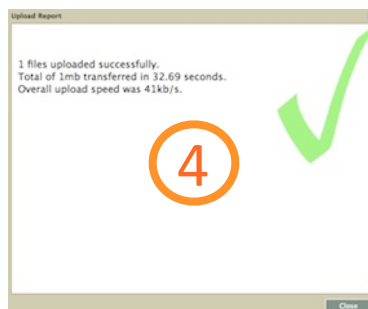 Upload Report
1 files uploaded successfully.
Total of 1mb transferred in 32.69 seconds.
Overall upload speed was 41kb/s.
4
Close